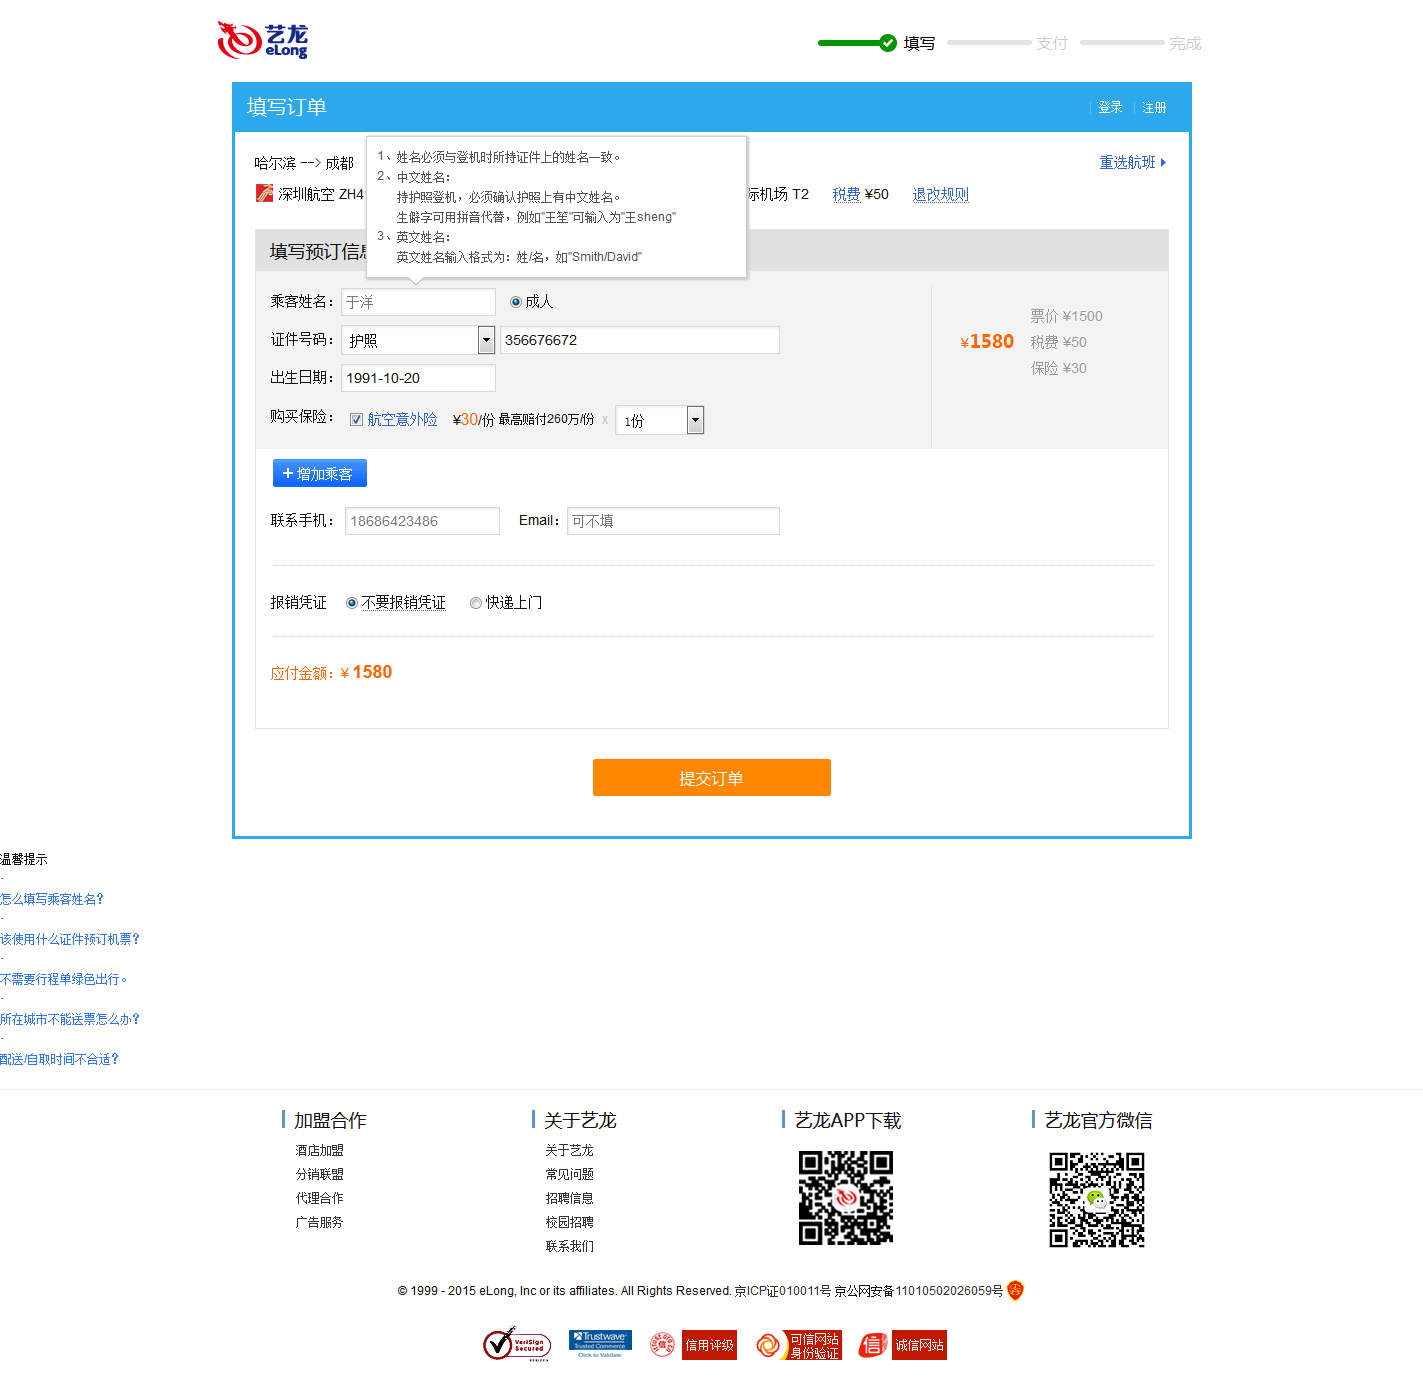 艺龙
eLong
填写 支付 完成
填写订单 登录 注册
哈尔滨 --> 成都 重选航班
深圳航空 ZH4 际机场 T2 税费 ¥50 退改规则
1、姓名必须与登机时所持证件上的姓名一致。
2、中文姓名：
持护照登机，必须确认护照上有中文姓名。
生僻字可用拼音代替，例如"王笙"可输入为"王sheng"
3、英文姓名：
英文姓名输入格式为：姓/名，如"Smith/David"
填写预订信息
乘客姓名： 于洋 成人
证件号码： 护照 356676672
出生日期： 1991-10-20
购买保险： 航空意外险 ¥30/份 最高赔付260万/份 x 1份
¥1580
票价 ¥1500
税费 ¥50
保险 ¥30
+ 增加乘客
联系手机： 18686423486 Email： 可不填
报销凭证 不要报销凭证 快递上门
应付金额：¥ 1580
提交订单
温馨提示
·
怎么填写乘客姓名？
·
该使用什么证件预订机票？
·
不需要行程单绿色出行。
·
所在城市不能送票怎么办？
·
配送/自取时间不合适？
加盟合作
酒店加盟
分销联盟
代理合作
广告服务
关于艺龙
关于艺龙
常见问题
招聘信息
校园招聘
联系我们
艺龙APP下载
艺龙官方微信
© 1999 - 2015 eLong, Inc or its affiliates. All Rights Reserved. 京ICP证010011号 京公网安备11010502026059号
VeriSign
Secured
VERIFY
Trustwave
Trusted Commerce
Click to Validate
信用评级
可信网站
身份验证
信
诚信网站